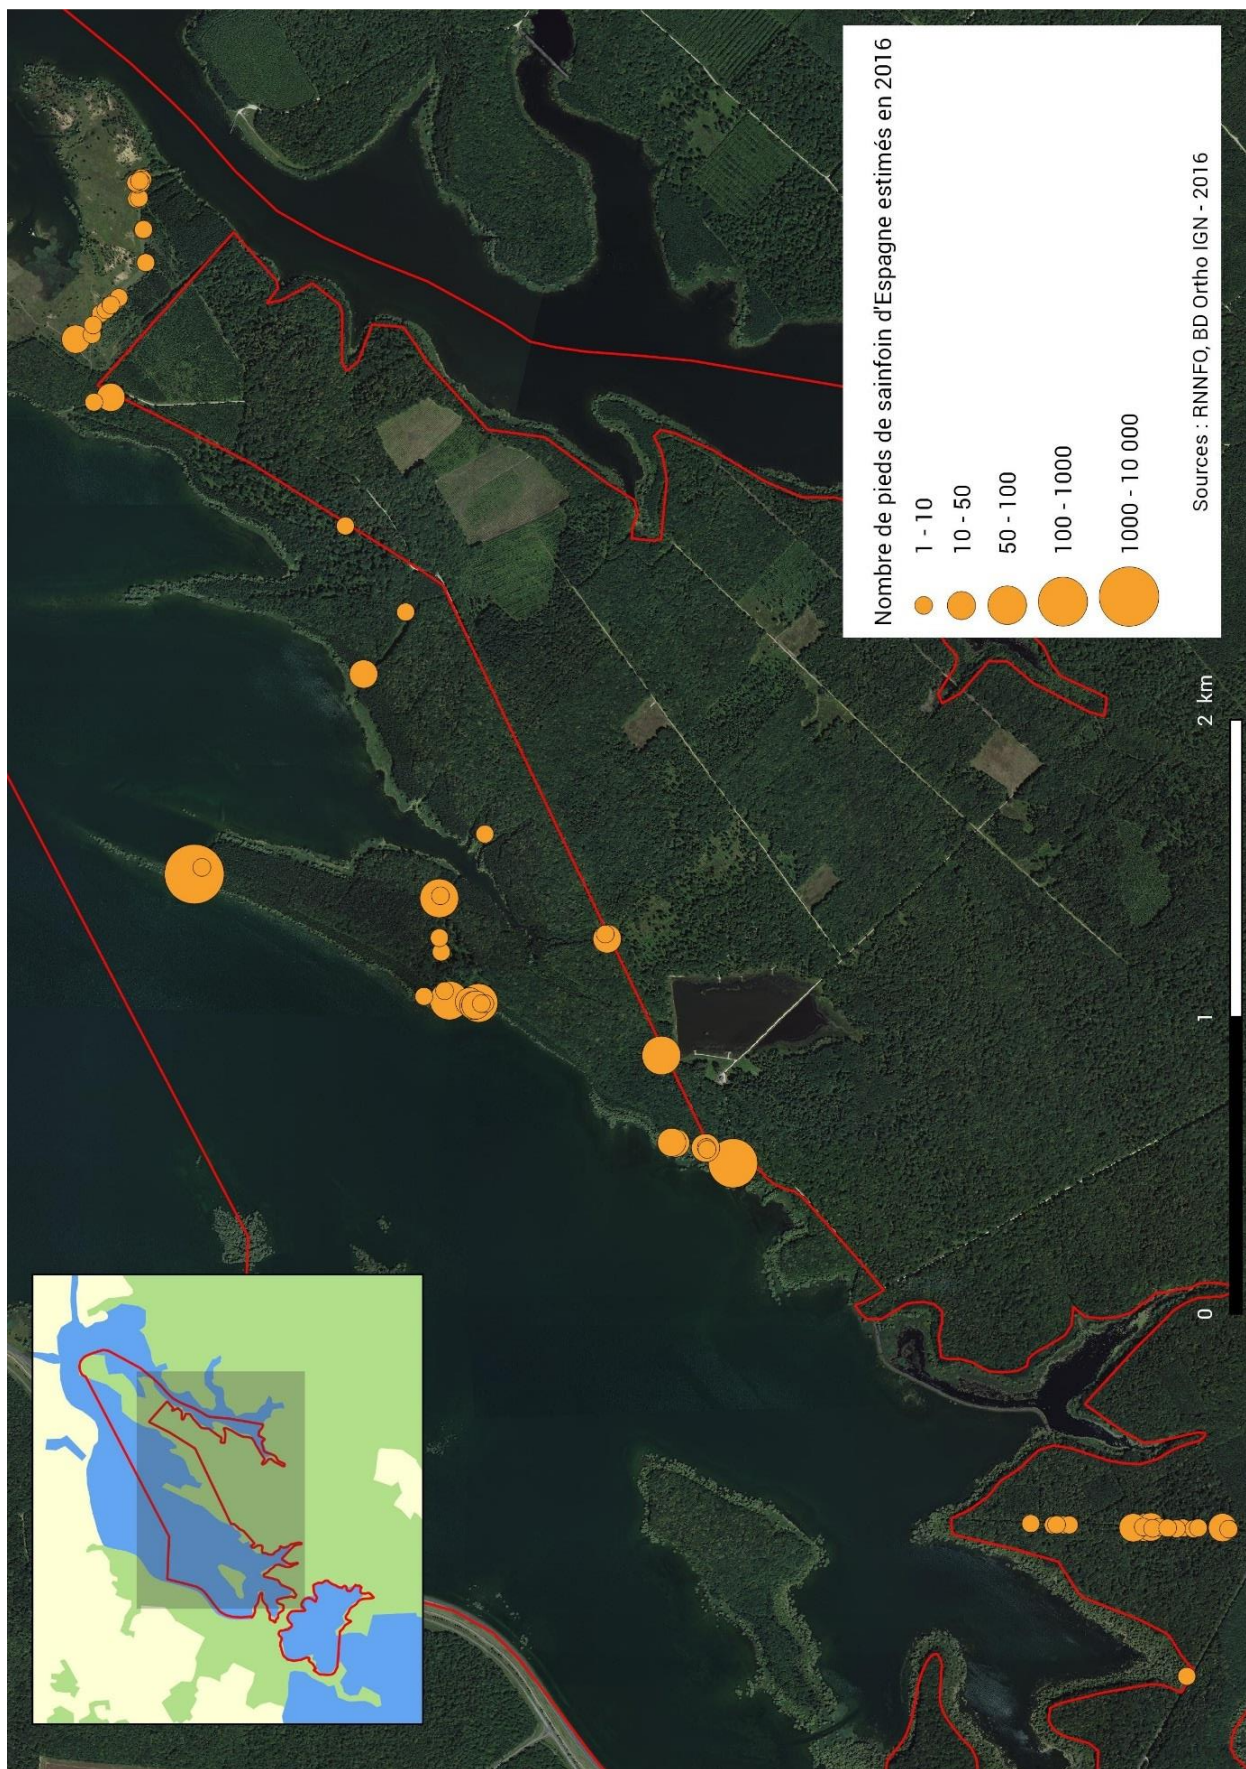 Nombre de pieds de sainfoin d'Espagne estimés en 2016
1 - 10
10 - 50
50 - 100
100 - 1000
1000 - 10 000
Sources : RNNFO, BD Ortho IGN - 2016
0 1 2 km